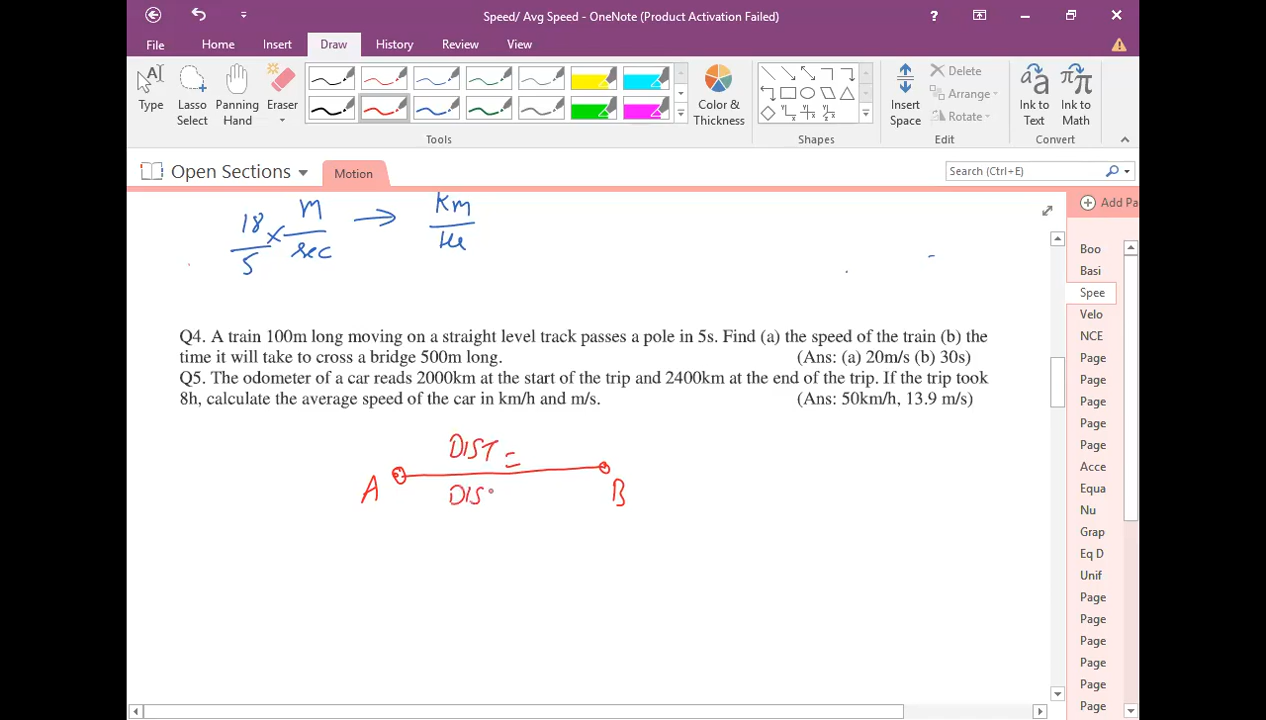 Speed/ Avg Speed - OneNote (Product Activation Failed)
?
File Home Insert Draw History Review View
Type
Lasso Select
Panning Hand
Eraser
Color & Thickness
Insert Space
Delete
Arrange
Rotate
Ink to Text
Ink to Math
Tools
Shapes
Edit
Convert
Open Sections
Motion
Search (Ctrl+E)
Add Pa
18/5 × m/sec → Km/Hr
Q4. A train 100m long moving on a straight level track passes a pole in 5s. Find (a) the speed of the train (b) the
time it will take to cross a bridge 500m long. (Ans: (a) 20m/s (b) 30s)
Q5. The odometer of a car reads 2000km at the start of the trip and 2400km at the end of the trip. If the trip took
8h, calculate the average speed of the car in km/h and m/s. (Ans: 50km/h, 13.9 m/s)
DIST =
A
DIS
B
Boo
Basi
Spee
Velo
NCE
Page
Page
Page
Page
Page
Acce
Equa
Nu
Grap
Eq D
Unif
Page
Page
Page
Page
Page
Page